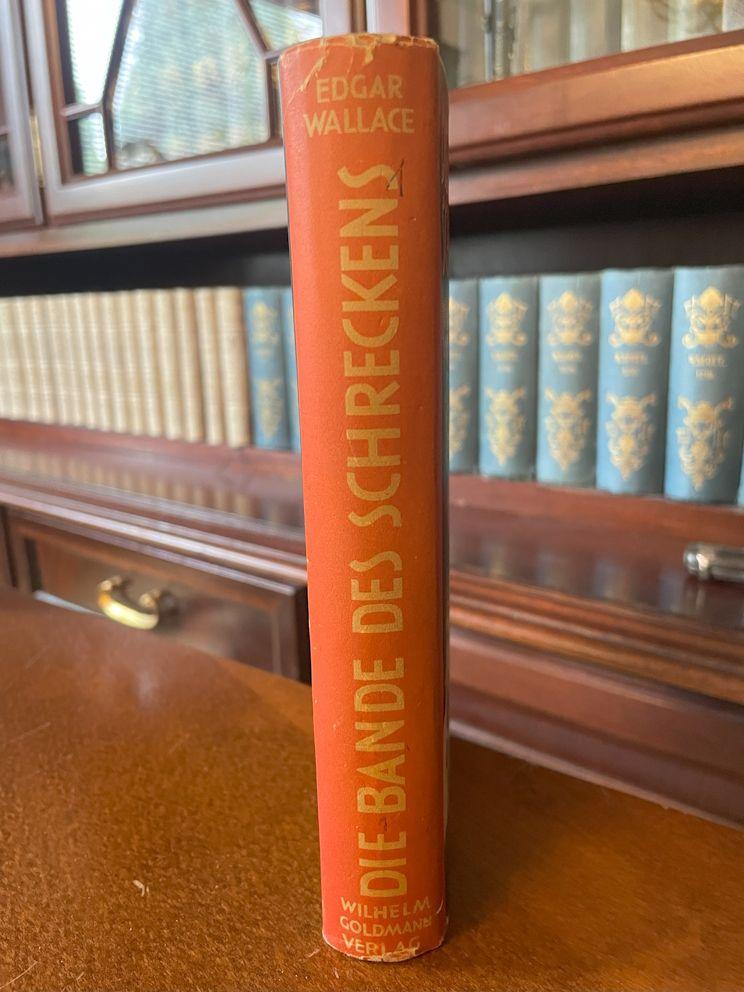 EDGAR
WALLACE
DIE BANDE DES SCHRECKENS
WILHELM
GOLDMANN
VERLAG